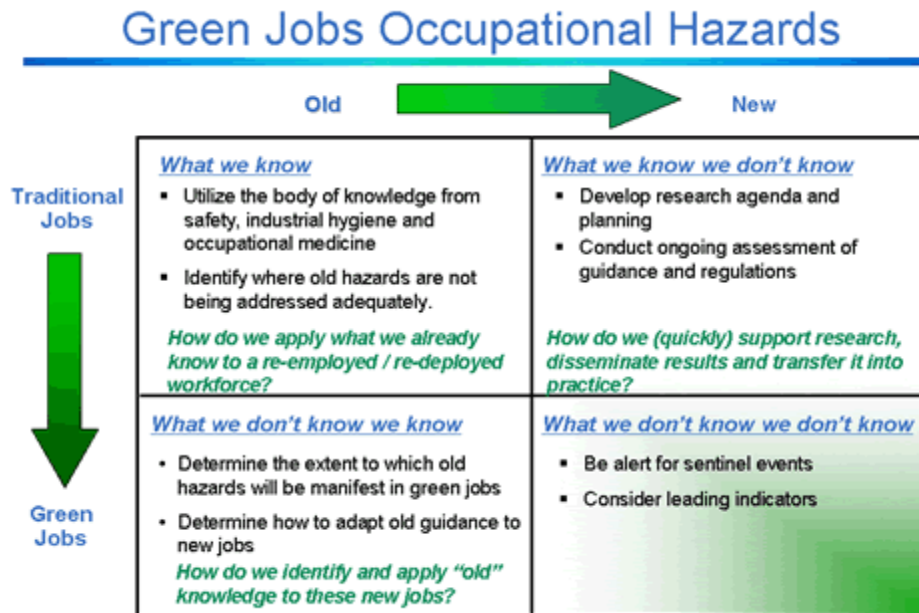 Green Jobs Occupational Hazards
Old
New
Traditional
Jobs
What we know
▪ Utilize the body of knowledge from
safety, industrial hygiene and
occupational medicine
▪ Identify where old hazards are not
being addressed adequately.
How do we apply what we already
know to a re-employed / re-deployed
workforce?
What we know we don't know
▪ Develop research agenda and
planning
▪ Conduct ongoing assessment of
guidance and regulations
How do we (quickly) support research,
disseminate results and transfer it into
practice?
Green
Jobs
What we don't know we know
• Determine the extent to which old
hazards will be manifest in green jobs
• Determine how to adapt old guidance to
new jobs
How do we identify and apply “old”
knowledge to these new jobs?
What we don't know we don't know
▪ Be alert for sentinel events
▪ Consider leading indicators